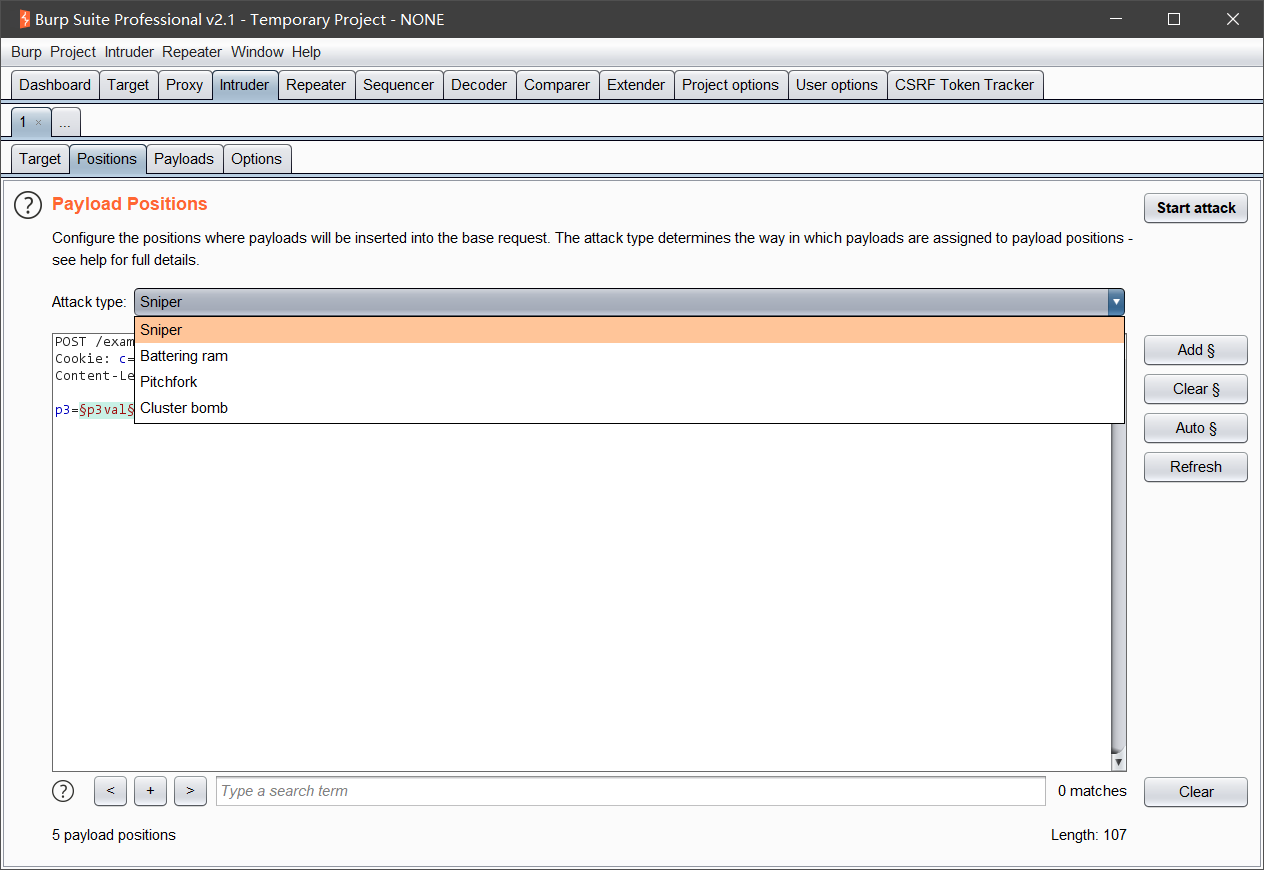 Burp Suite Professional v2.1 - Temporary Project - NONE
Burp Project Intruder Repeater Window Help
Dashboard Target Proxy Intruder Repeater Sequencer Decoder Comparer Extender Project options User options CSRF Token Tracker
1 × ...
Target Positions Payloads Options
? Payload Positions
Start attack
Configure the positions where payloads will be inserted into the base request. The attack type determines the way in which payloads are assigned to payload positions -
see help for full details.
Attack type: Sniper
Sniper
Battering ram
Pitchfork
Cluster bomb
POST /exam
Cookie: c=
Content-Le
p3=§p3val§
Add §
Clear §
Auto §
Refresh
? < + > Type a search term 0 matches Clear
5 payload positions Length: 107